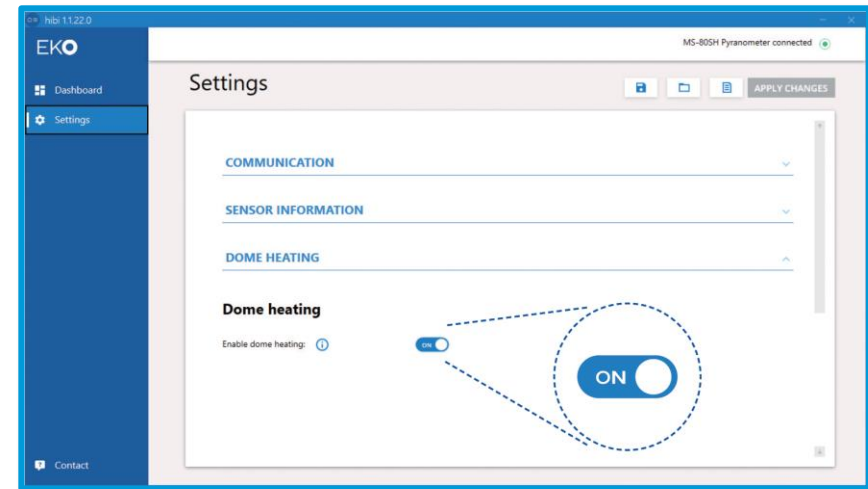 hibi 1.1.22.0
EKO
MS-80SH Pyranometer connected
Dashboard
Settings
Settings
APPLY CHANGES
COMMUNICATION
SENSOR INFORMATION
DOME HEATING
Dome heating
Enable dome heating:
ON
ON
Contact